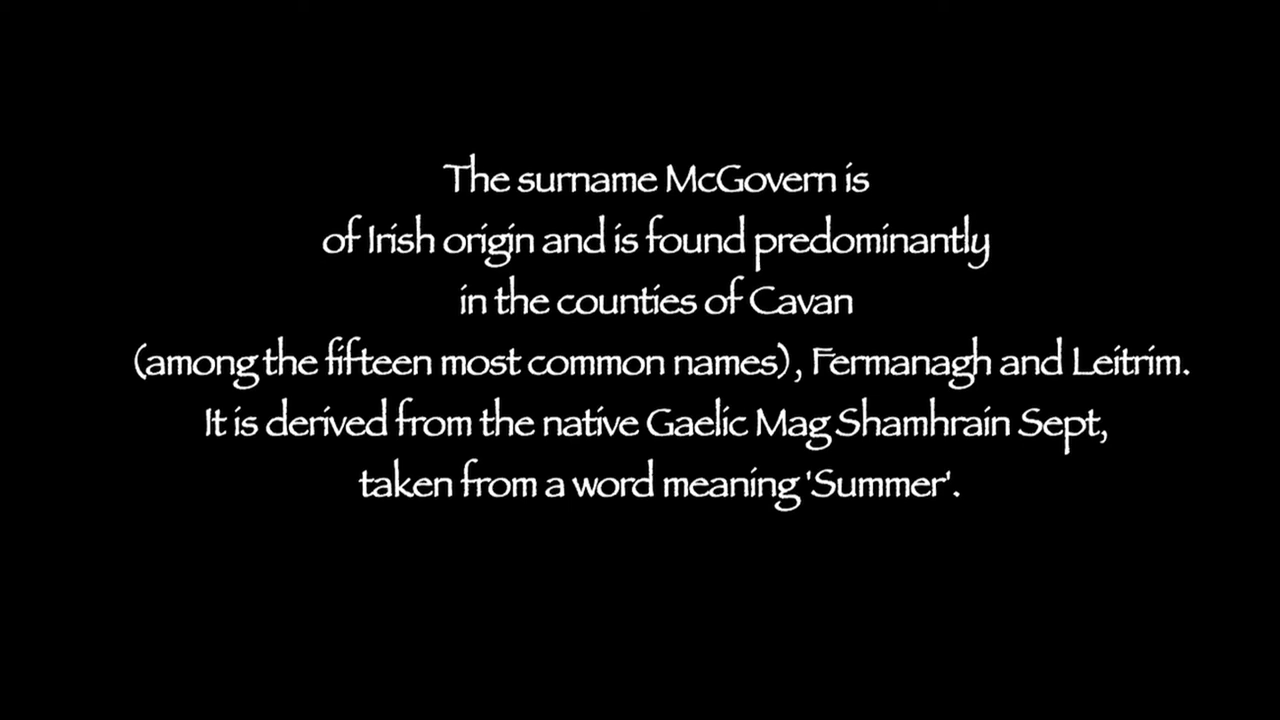 The surname McGovern is
of Irish origin and is found predominantly
in the counties of Cavan
(among the fifteen most common names), Fermanagh and Leitrim.
It is derived from the native Gaelic Mag Shamhrain Sept,
taken from a word meaning 'Summer'.